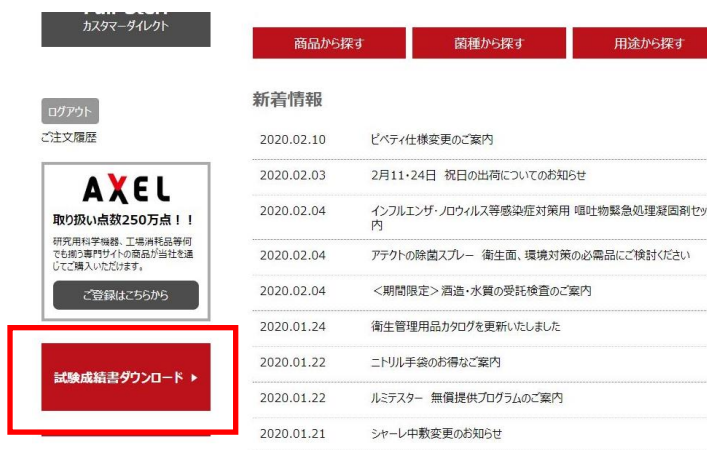 カスタマーダイレクト
商品から探す
菌種から探す
用途から探す
ログアウト
ご注文履歴
AXEL
取り扱い点数250万点！！
研究用科学機器、工場消耗品等何
でも揃う専門サイトの商品が当社を通
じてご購入いただけます。
ご登録はこちらから
試験成績書ダウンロード
新着情報
2020.02.10 ピペティ仕様変更のご案内
2020.02.03 2月11・24日 祝日の出荷についてのお知らせ
2020.02.04 インフルエンザ・ノロウィルス等感染症対策用 嘔吐物緊急処理凝固剤セッ
内
2020.02.04 アテクトの除菌スプレー 衛生面、環境対策の必需品にご検討ください
2020.02.04 ＜期間限定＞酒造・水質の受託検査のご案内
2020.01.24 衛生管理用品カタログを更新いたしました
2020.01.22 ニトリル手袋のお得なご案内
2020.01.22 ルミテスター 無償提供プログラムのご案内
2020.01.21 シャーレ中敷変更のお知らせ